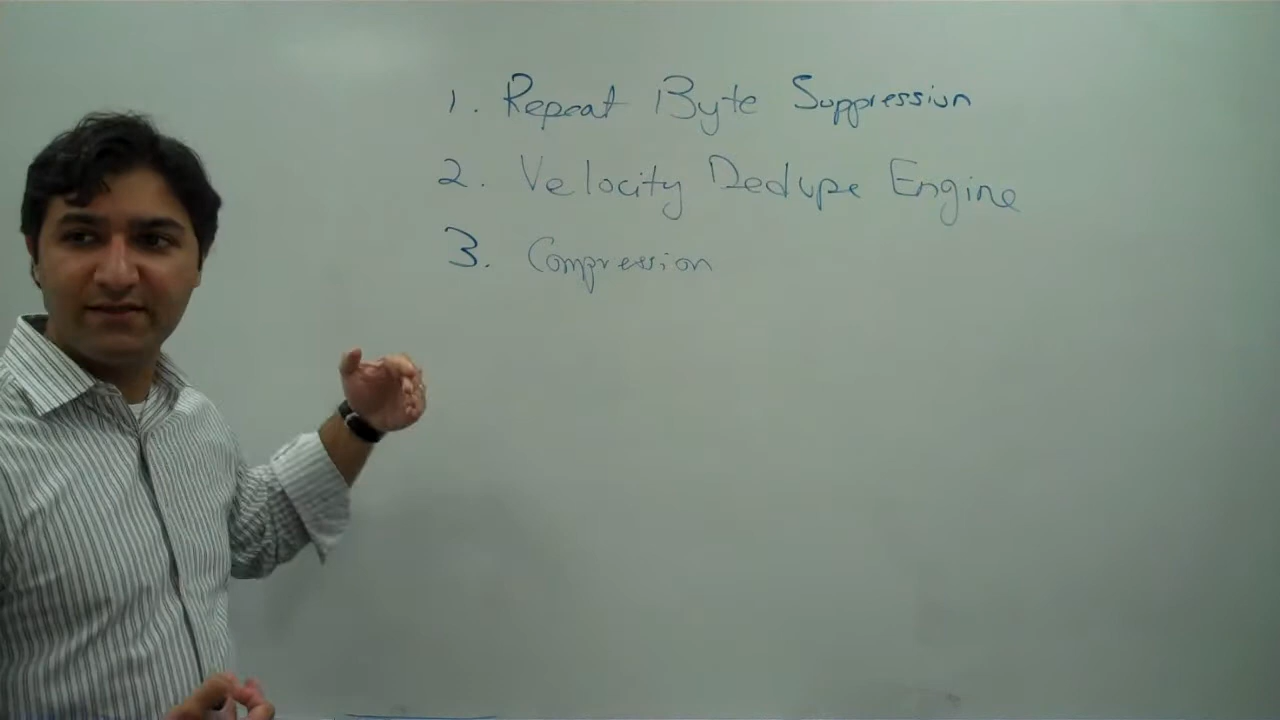 1. Repeat Byte Suppression
2. Velocity Dedupe Engine
3. Compression